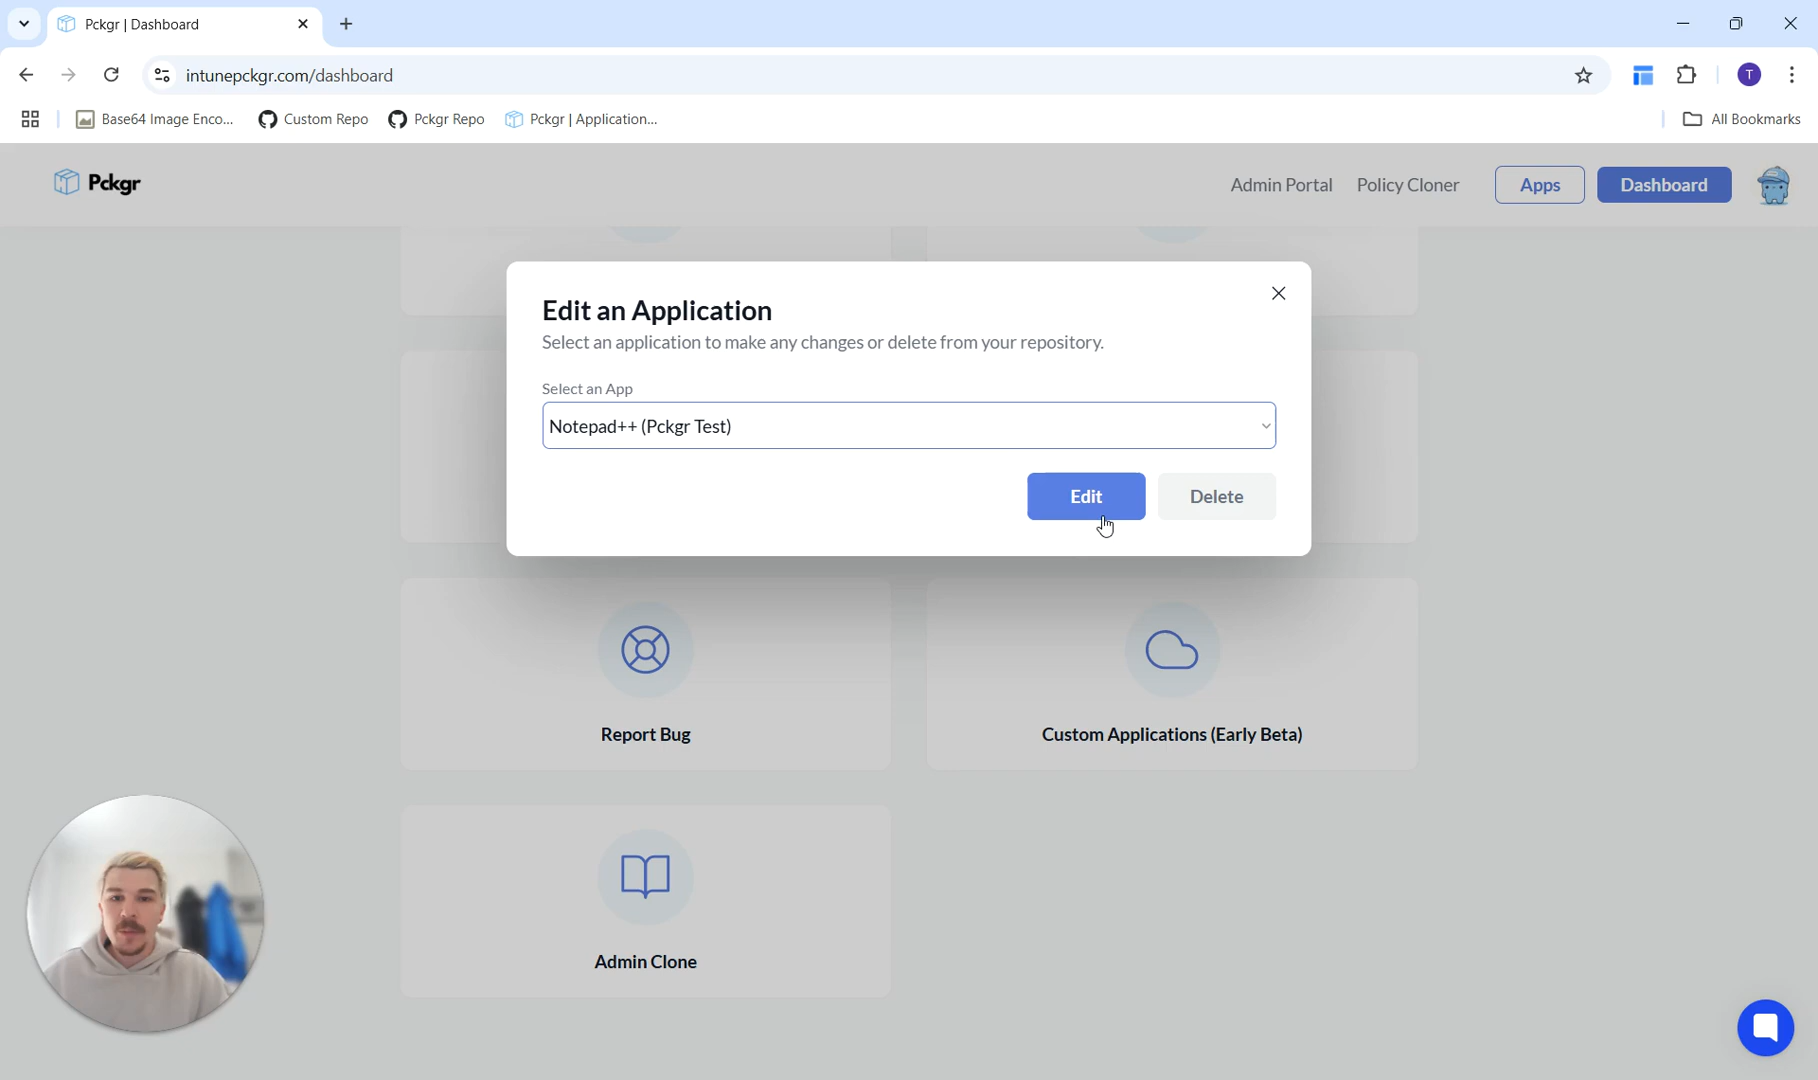 Pckgr | Dashboard
intunepckgr.com/dashboard
T
Base64 Image Enco...
Custom Repo
Pckgr Repo
Pckgr | Application...
All Bookmarks
Pckgr
Admin Portal
Policy Cloner
Apps
Dashboard
Edit an Application
Select an application to make any changes or delete from your repository.
Select an App
Notepad++ (Pckgr Test)
Edit
Delete
Report Bug
Custom Applications (Early Beta)
Admin Clone